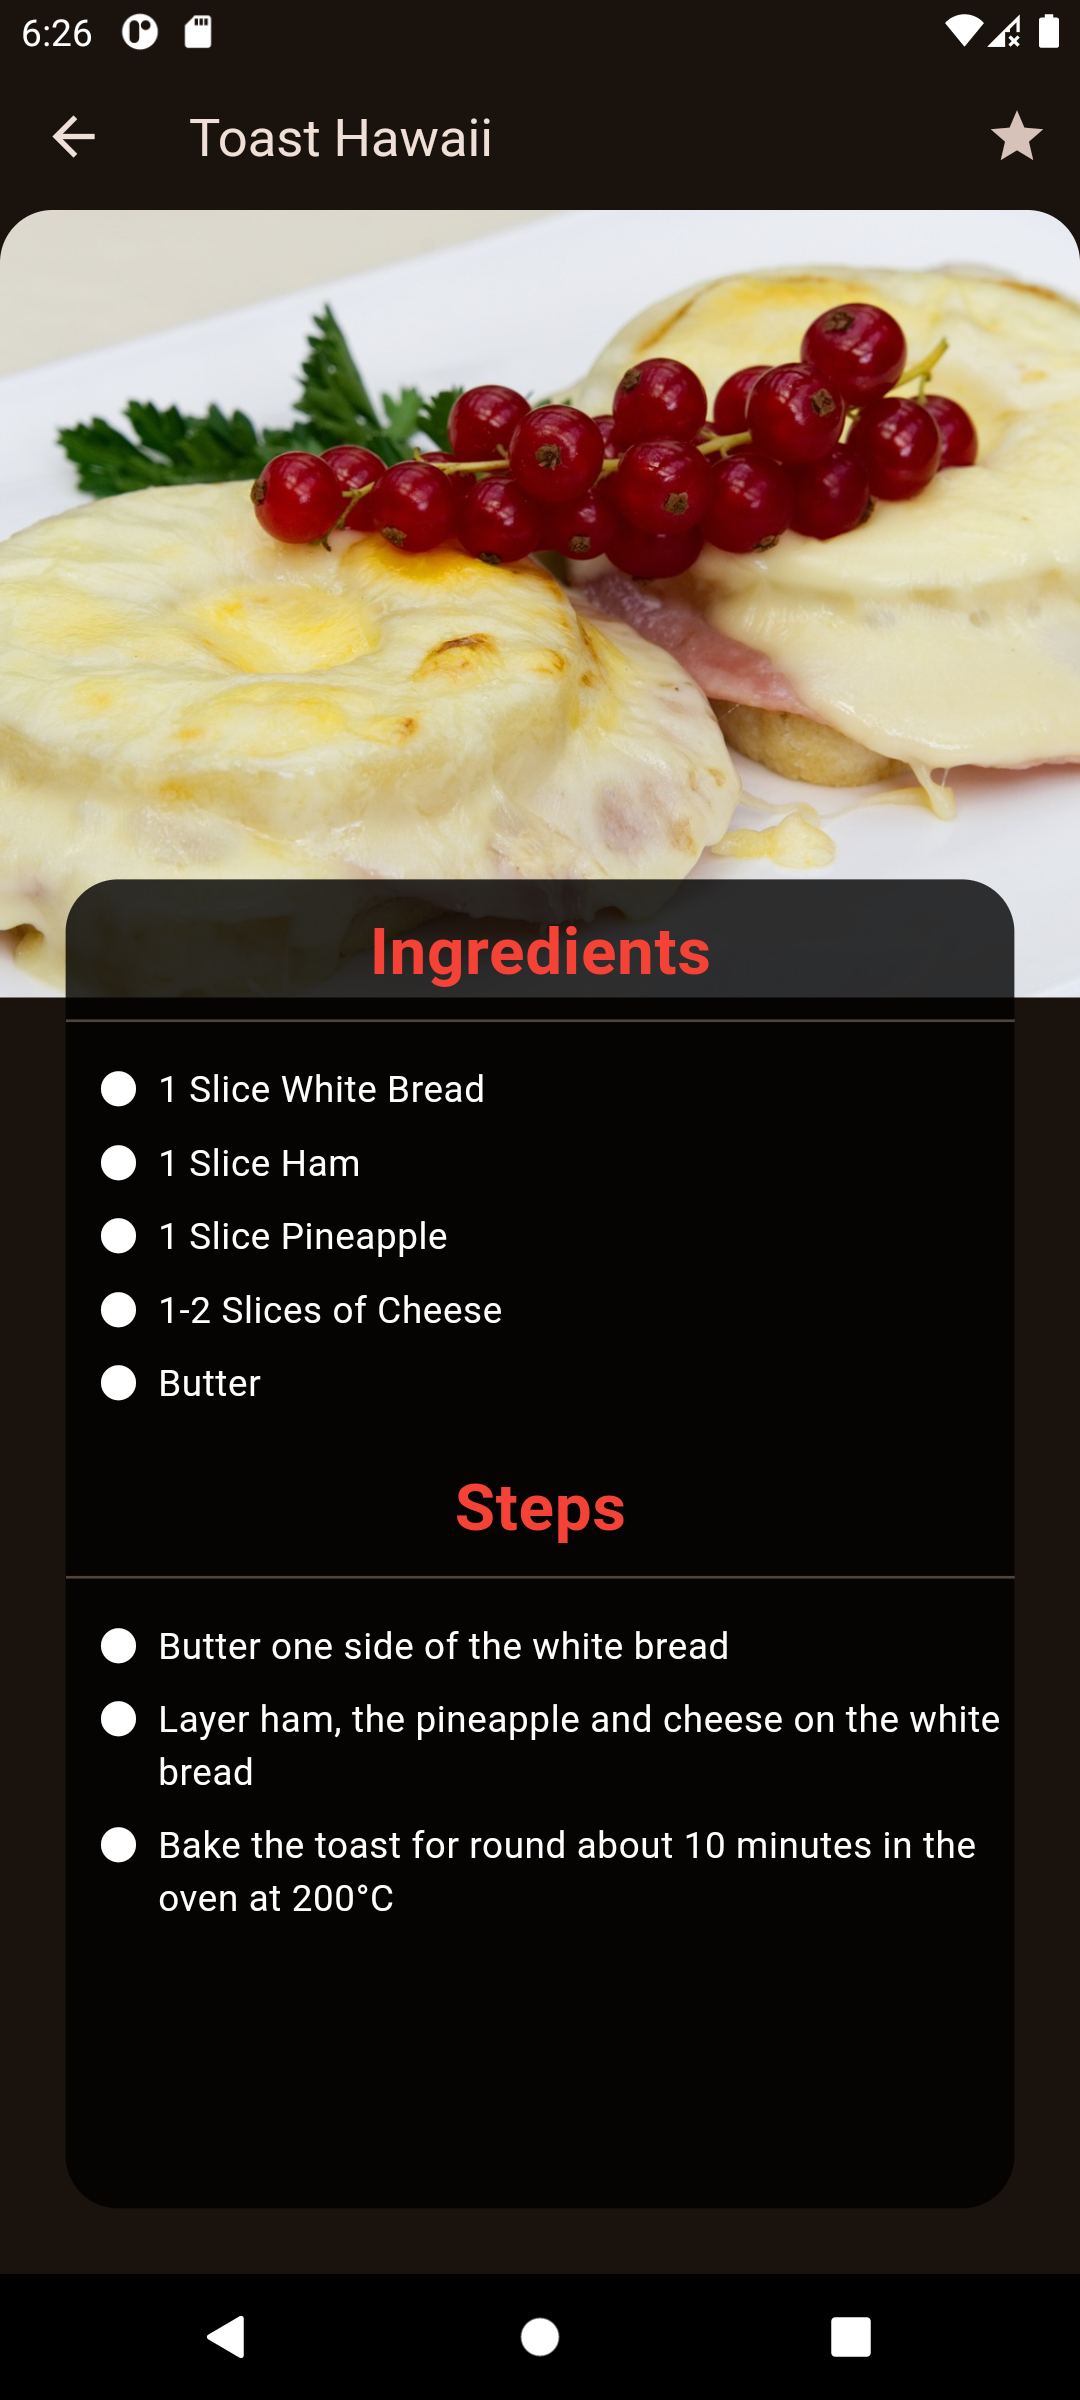 6:26
Toast Hawaii
Ingredients
1 Slice White Bread
1 Slice Ham
1 Slice Pineapple
1-2 Slices of Cheese
Butter
Steps
Butter one side of the white bread
Layer ham, the pineapple and cheese on the white
bread
Bake the toast for round about 10 minutes in the
oven at 200°C